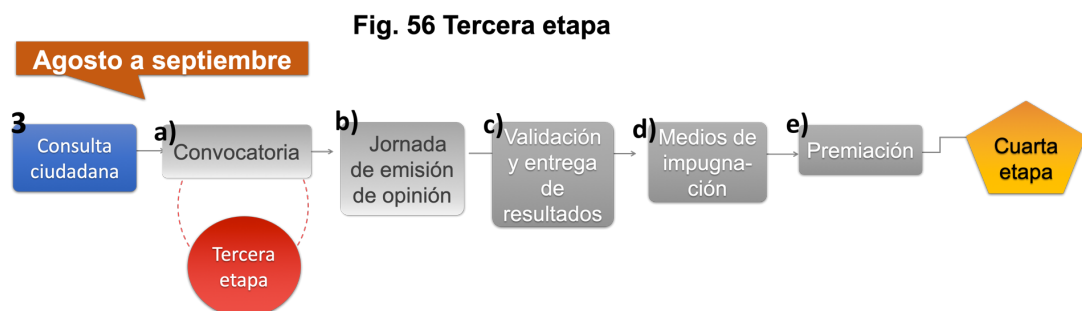 Fig. 56 Tercera etapa
Agosto a septiembre
3
Consulta
ciudadana
a)
Convocatoria
b)
Jornada
de emisión
de opinión
c)
Validación
y entrega
de
resultados
d)
Medios de
impugna-
ción
e)
Premiación
Cuarta
etapa
Tercera
etapa